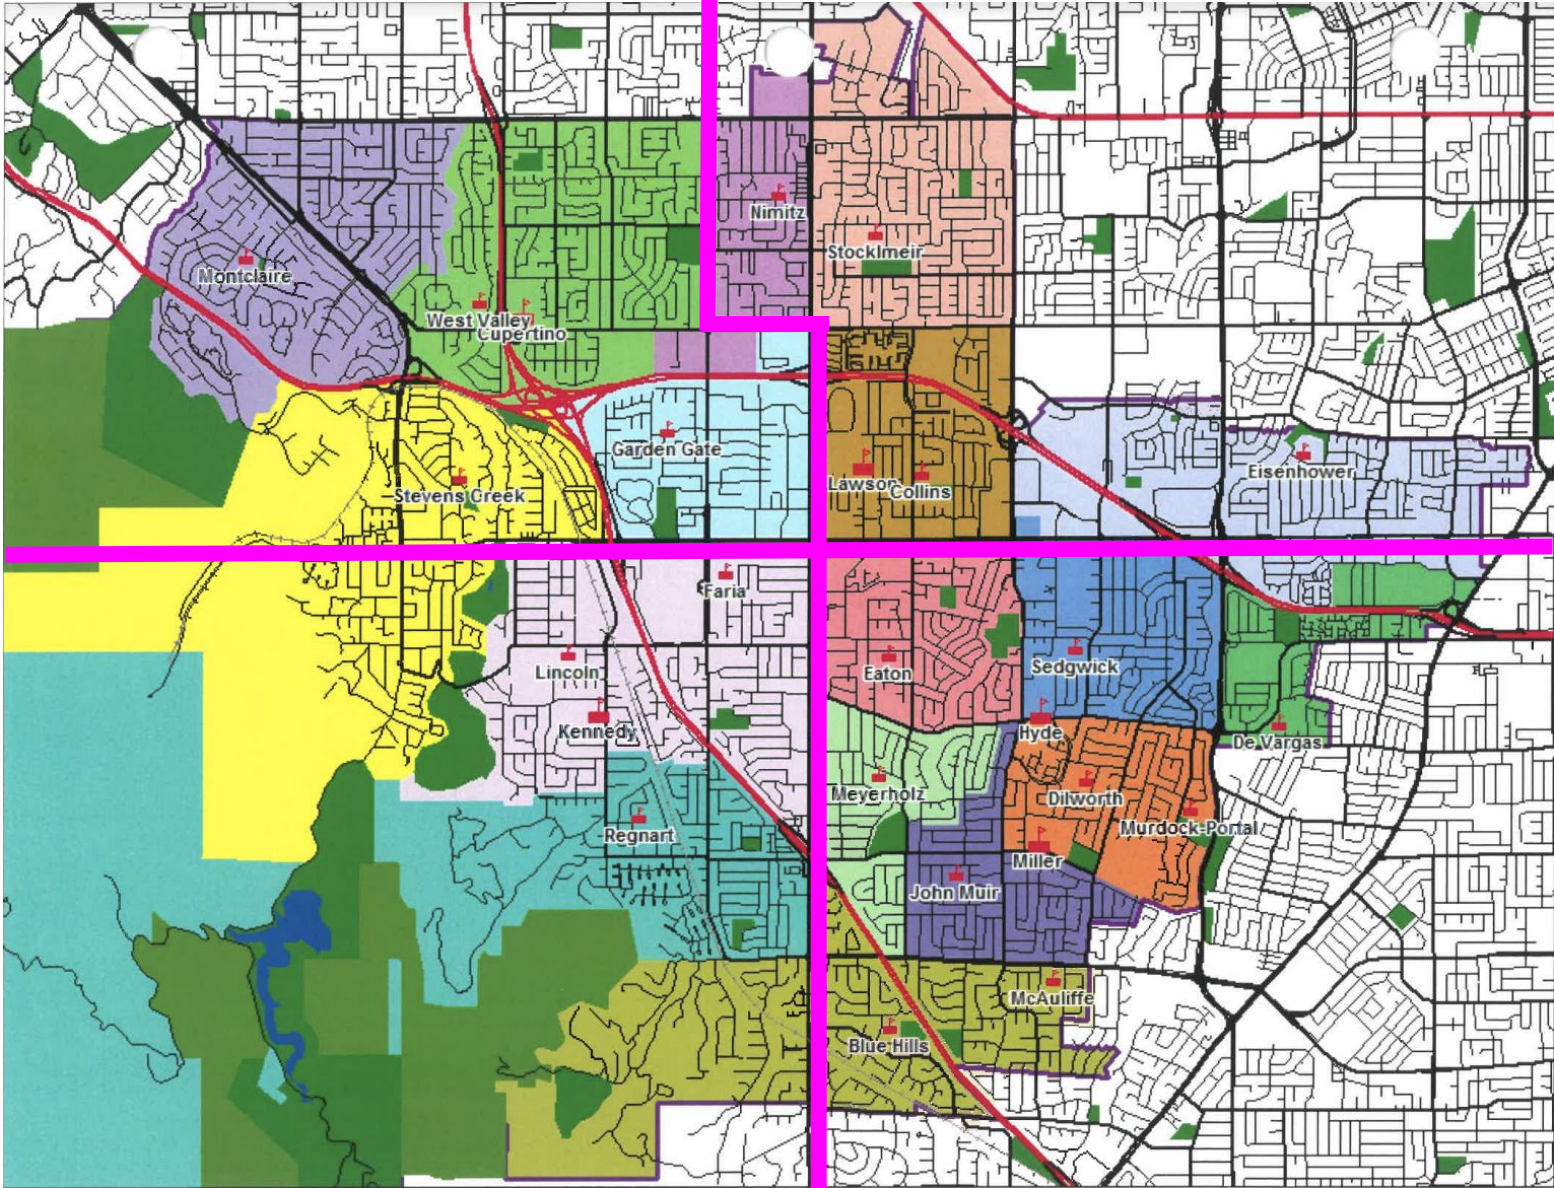 Nimitz
Stocklmeir
Montclaire
West Valley
Cupertino
Garden Gate
Stevens Creek
Lawson
Collins
Eisenhower
Faria
Lincoln
Eaton
Sedgwick
Kennedy
Hyde
De Vargas
Meyerholz
Dilworth
Regnart
Murdock-Portal
Miller
John Muir
McAuliffe
Blue Hills